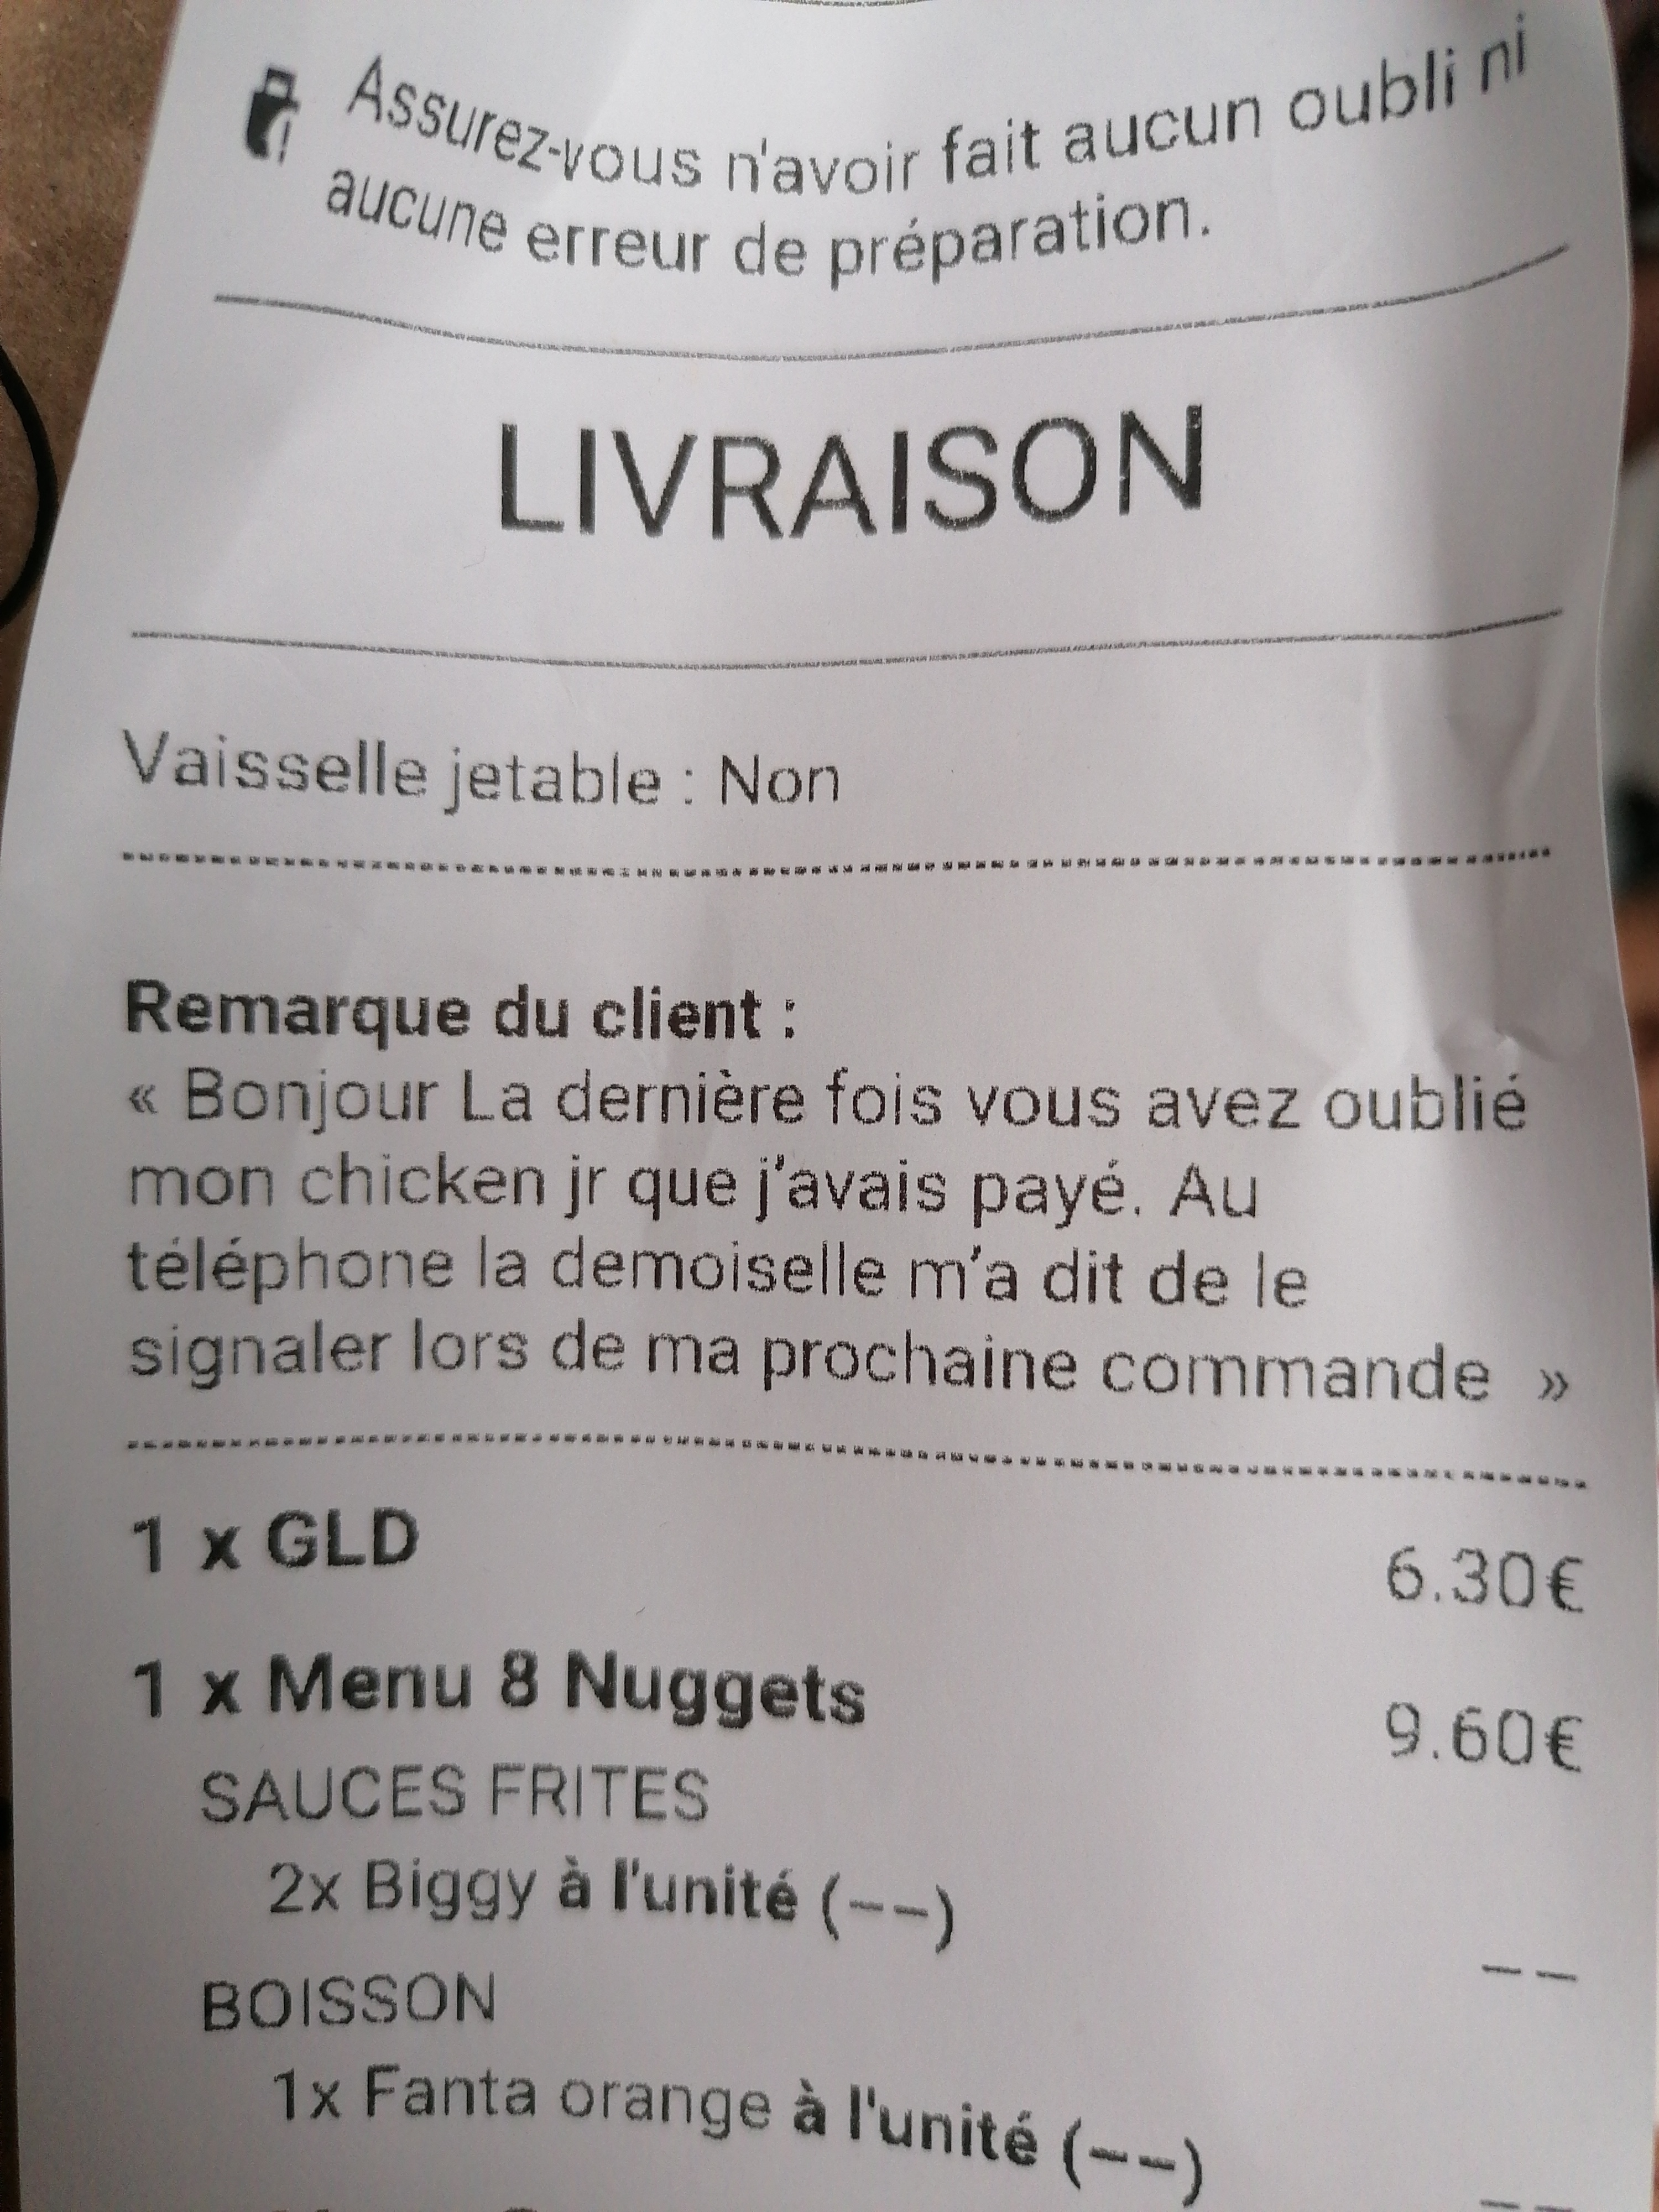 Assurez-vous n'avoir fait aucun oubli ni
aucune erreur de préparation.
LIVRAISON
Vaisselle jetable : Non
Remarque du client :
« Bonjour La dernière fois vous avez oublié
mon chicken jr que j'avais payé. Au
téléphone la demoiselle m'a dit de le
signaler lors de ma prochaine commande »
1 x GLD 6.30€
1 x Menu 8 Nuggets 9.60€
SAUCES FRITES
2x Biggy à l'unité (--) --
BOISSON
1x Fanta orange à l'unité (--) --